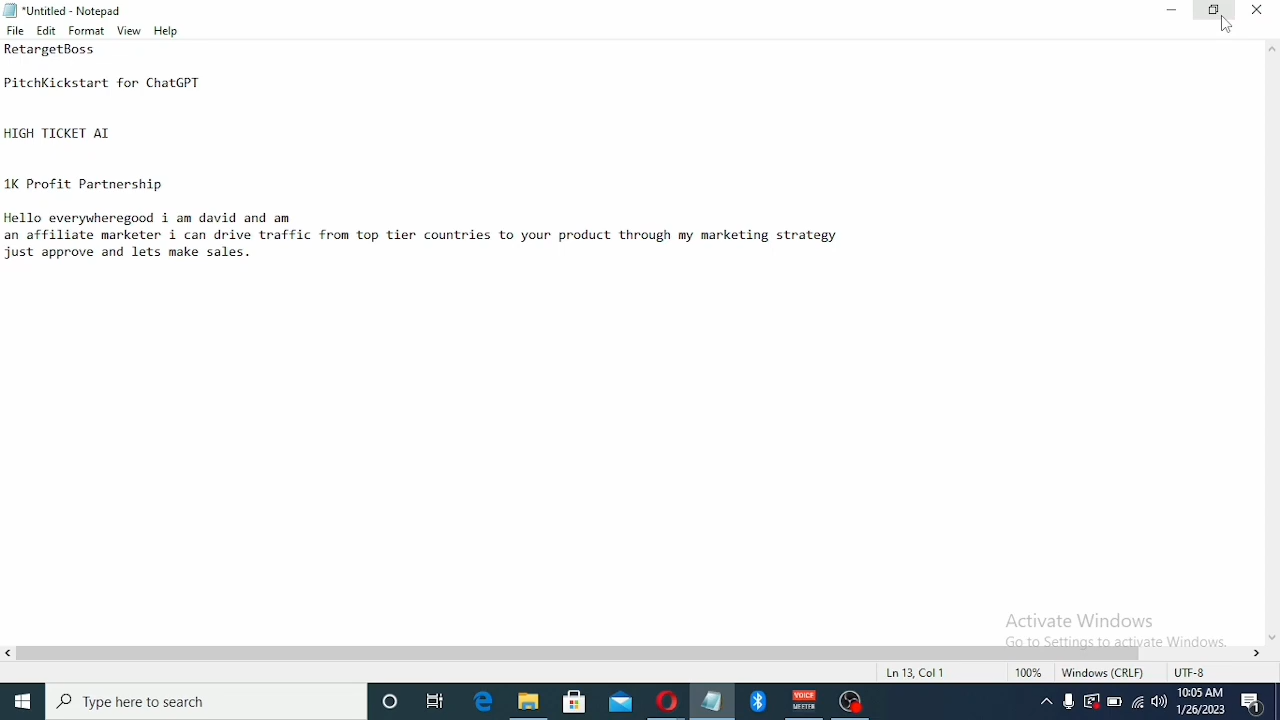 *Untitled - Notepad
File Edit Format View Help
RetargetBoss
PitchKickstart for ChatGPT
HIGH TICKET AI
1K Profit Partnership
Hello everywheregood i am david and am
an affiliate marketer i can drive traffic from top tier countries to your product through my marketing strategy
just approve and lets make sales.
Activate Windows
Go to Settings to activate Windows.
Ln 13, Col 1 100% Windows (CRLF) UTF-8
Type here to search
VOICE
MEETER
10:05 AM
1/26/2023
1